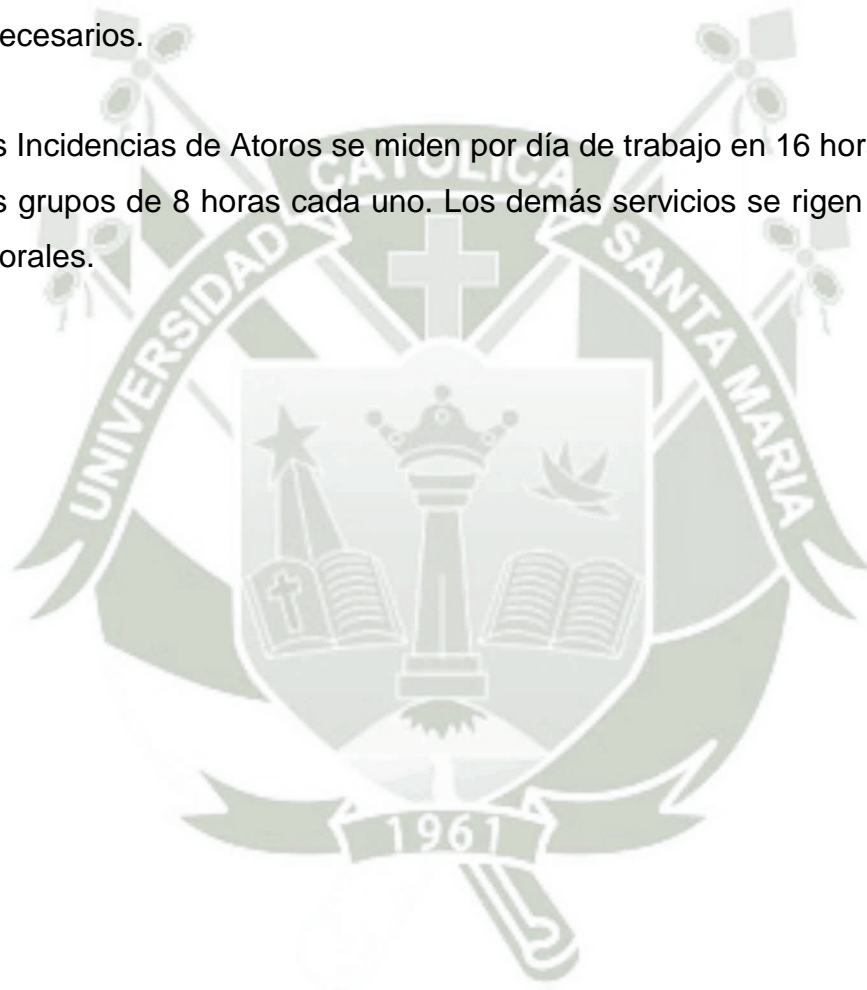 ecesarios.
s Incidencias de Atoros se miden por día de trabajo en 16 hor
s grupos de 8 horas cada uno. Los demás servicios se rigen
orales.
UNIVERSIDAD CATOLICA SANTA MARIA
1961